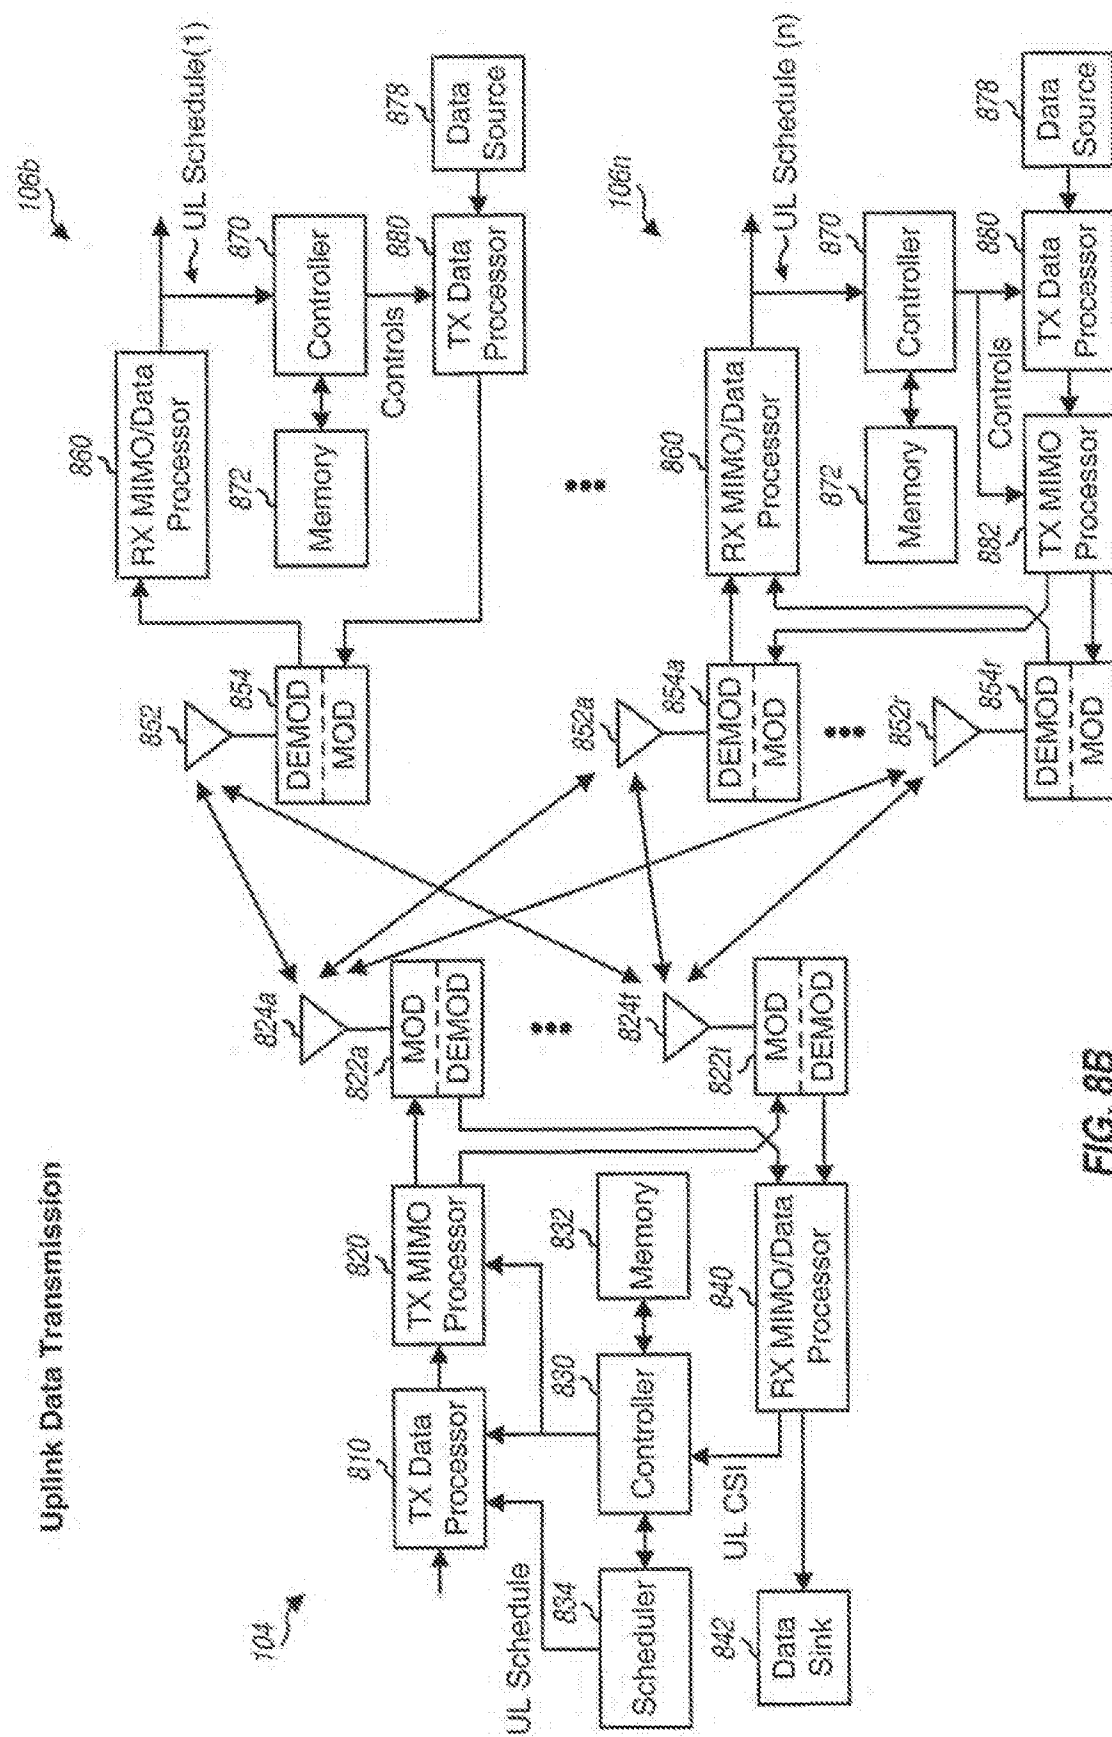 Uplink Data Transmission
104
UL Schedule
810
TX Data
Processor
820
TX MIMO
Processor
822a
MOD
DEMOD
824a
834
Scheduler
830
Controller
832
Memory
UL CSI
842
Data
Sink
840
RX MIMO/Data
Processor
822t
MOD
DEMOD
824t
852
854
DEMOD
MOD
860
RX MIMO/Data
Processor
106b
UL Schedule(1)
872
Memory
870
Controller
Controls
880
TX Data
Processor
878
Data
Source
852a
854a
DEMOD
MOD
852r
854r
DEMOD
MOD
860
RX MIMO/Data
Processor
106n
UL Schedule (n)
872
Memory
870
Controller
Controls
882
TX MIMO
Processor
880
TX Data
Processor
878
Data
Source
FIG. 8B